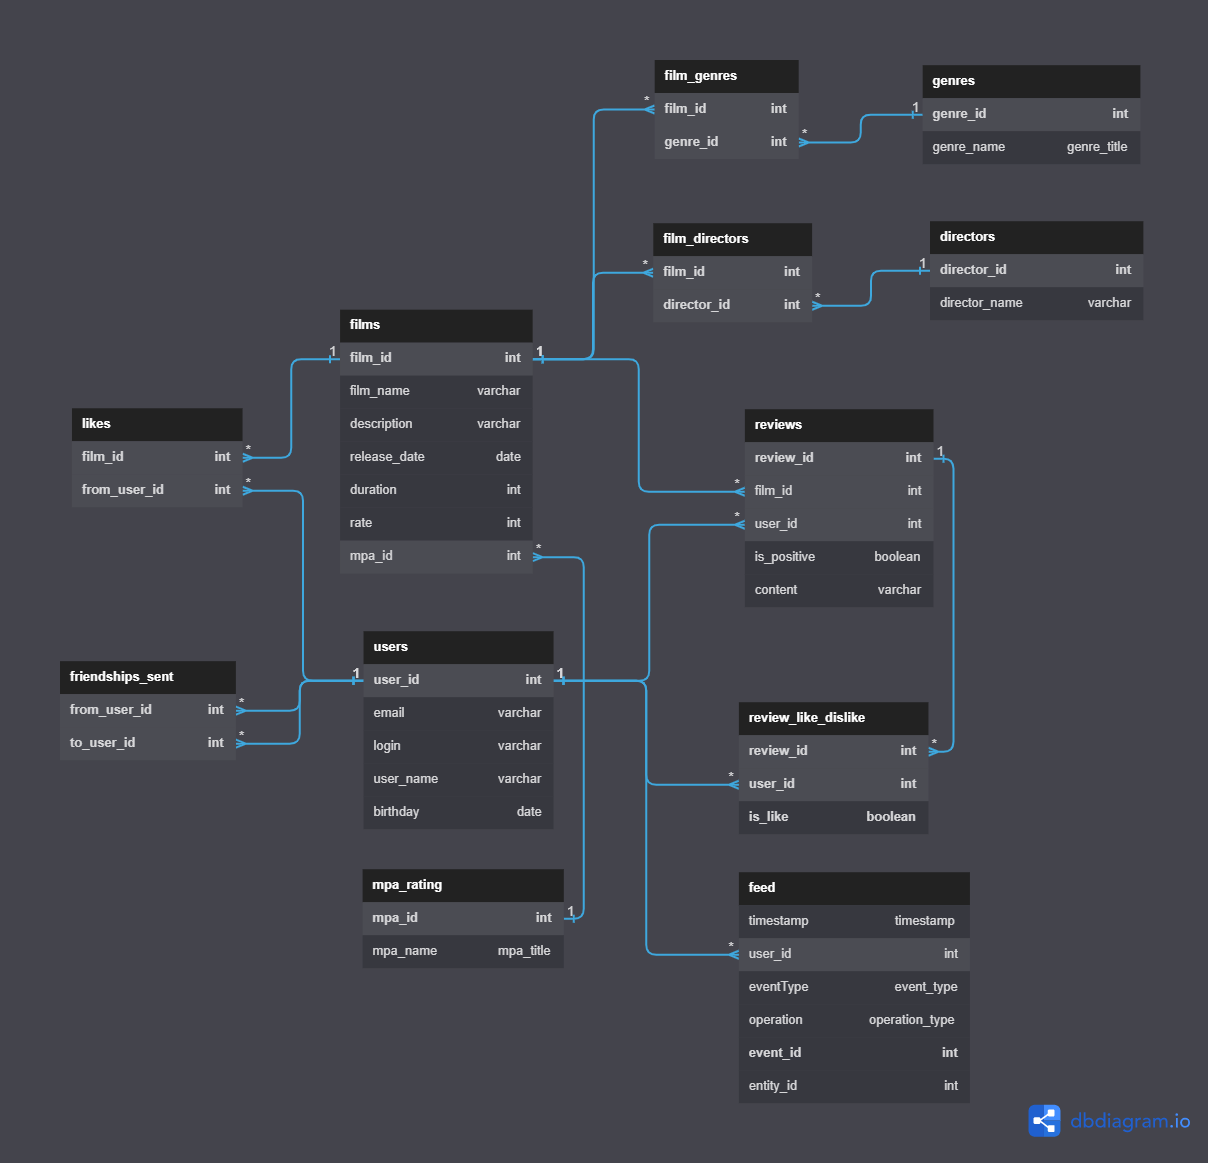 film_genres
film_id int
genre_id int
genres
genre_id int
genre_name genre_title
film_directors
film_id int
director_id int
directors
director_id int
director_name varchar
films
film_id int
film_name varchar
description varchar
release_date date
duration int
rate int
mpa_id int
likes
film_id int
from_user_id int
reviews
review_id int
film_id int
user_id int
is_positive boolean
content varchar
users
user_id int
email varchar
login varchar
user_name varchar
birthday date
friendships_sent
from_user_id int
to_user_id int
review_like_dislike
review_id int
user_id int
is_like boolean
mpa_rating
mpa_id int
mpa_name mpa_title
feed
timestamp timestamp
user_id int
eventType event_type
operation operation_type
event_id int
entity_id int
1
*
1
*
1
*
1
*
1
*
*
*
*
1
*
*
1
1
*
*
1
*
*
dbdiagram.io